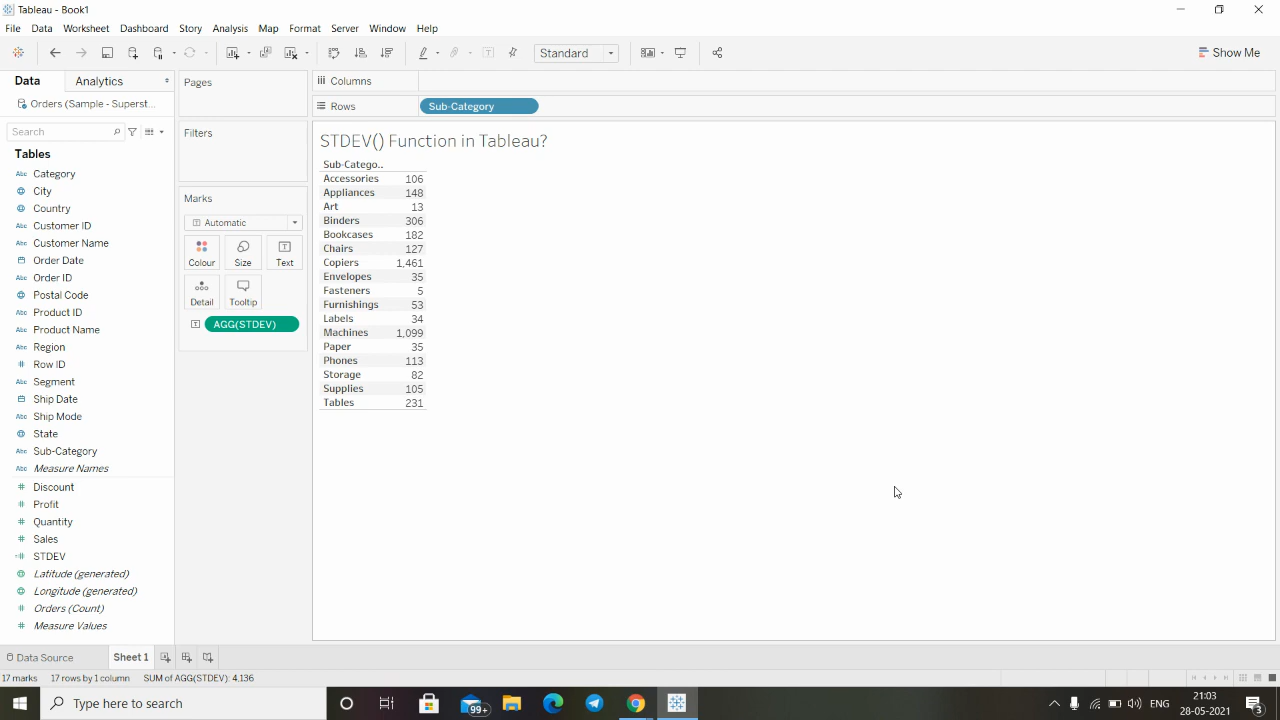 Tableau - Book1
File Data Worksheet Dashboard Story Analysis Map Format Server Window Help
Standard
Show Me
Data Analytics
Pages
Columns
Orders (Sample - Superst...
Rows Sub-Category
Search
Filters
STDEV() Function in Tableau?
Tables
Sub-Catego..
Category
Accessories 106
City
Appliances 148
Country
Marks
Art 13
Customer ID
Automatic
Binders 306
Customer Name
Bookcases 182
Order Date
Colour Size Text
Chairs 127
Order ID
Copiers 1,461
Postal Code
Envelopes 35
Product ID
Detail Tooltip
Fasteners 5
Product Name
AGG(STDEV)
Furnishings 53
Region
Labels 34
Row ID
Machines 1,099
Segment
Paper 35
Ship Date
Phones 113
Ship Mode
Storage 82
State
Supplies 105
Sub-Category
Tables 231
Measure Names
Discount
Profit
Quantity
Sales
STDEV
Latitude (generated)
Longitude (generated)
Orders (Count)
Measure Values
Data Source Sheet 1
17 marks 17 rows by 1 column SUM of AGG(STDEV): 4,136
Type here to search
99+
ENG
21:03
28-05-2021
3